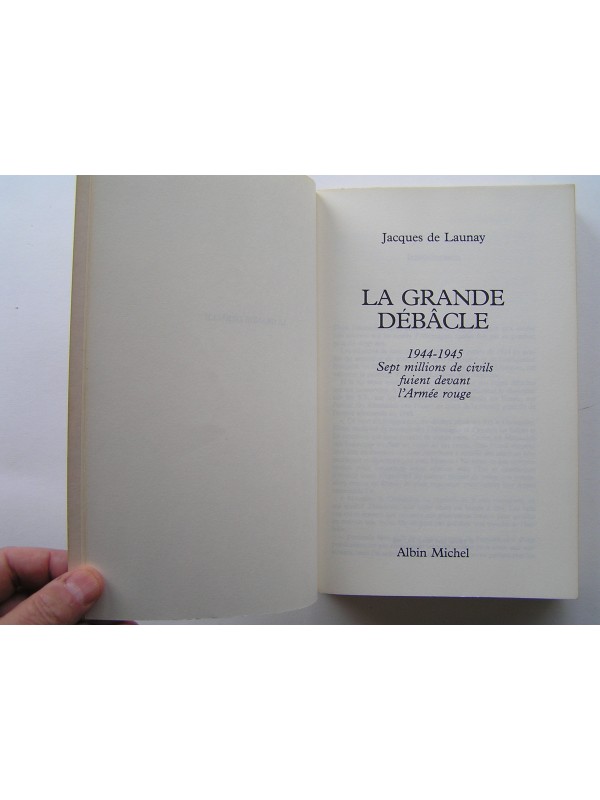 Jacques de Launay
LA GRANDE
DÉBÂCLE
1944-1945
Sept millions de civils
fuient devant
l'Armée rouge
Albin Michel